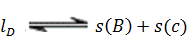 l_D ⇌ s(B) + s(c)